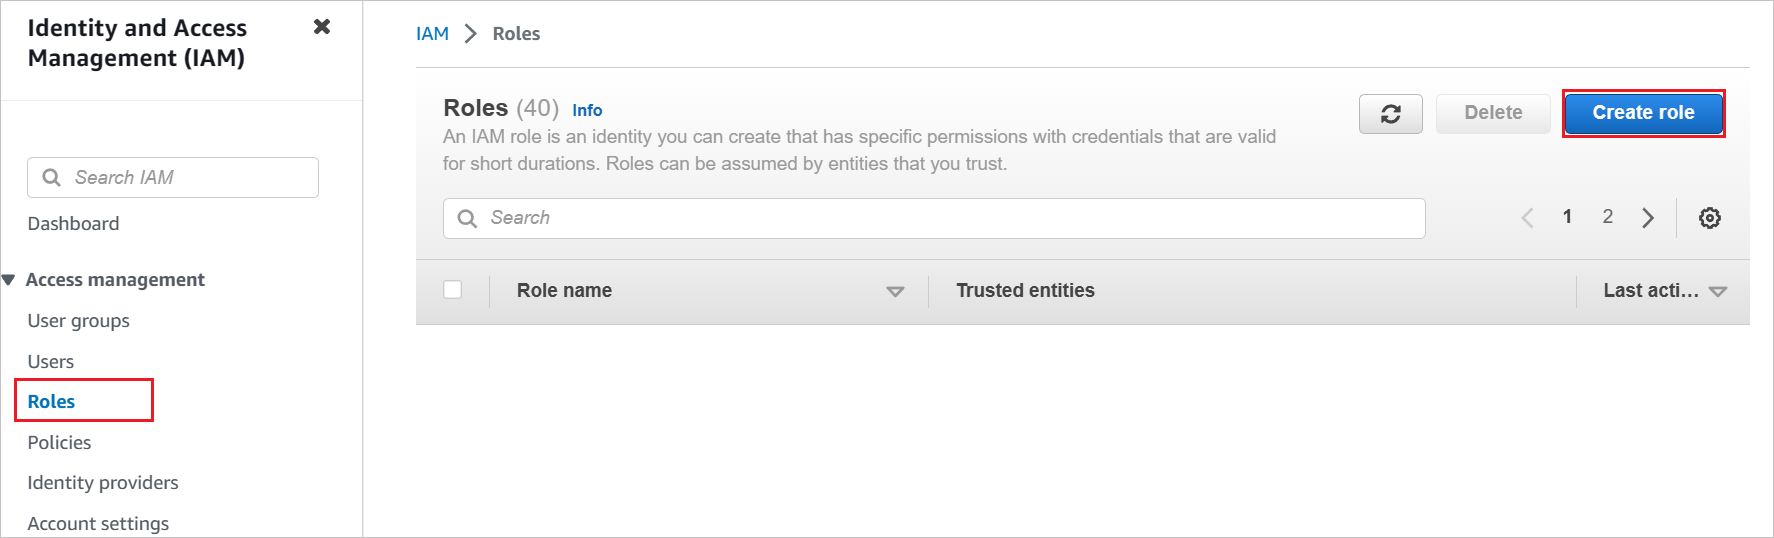 Identity and Access
Management (IAM)
Search IAM
Dashboard
Access management
User groups
Users
Roles
Policies
Identity providers
Account settings
IAM > Roles
Roles (40) Info
An IAM role is an identity you can create that has specific permissions with credentials that are valid
for short durations. Roles can be assumed by entities that you trust.
Delete
Create role
Search
1 2
Role name
Trusted entities
Last acti...